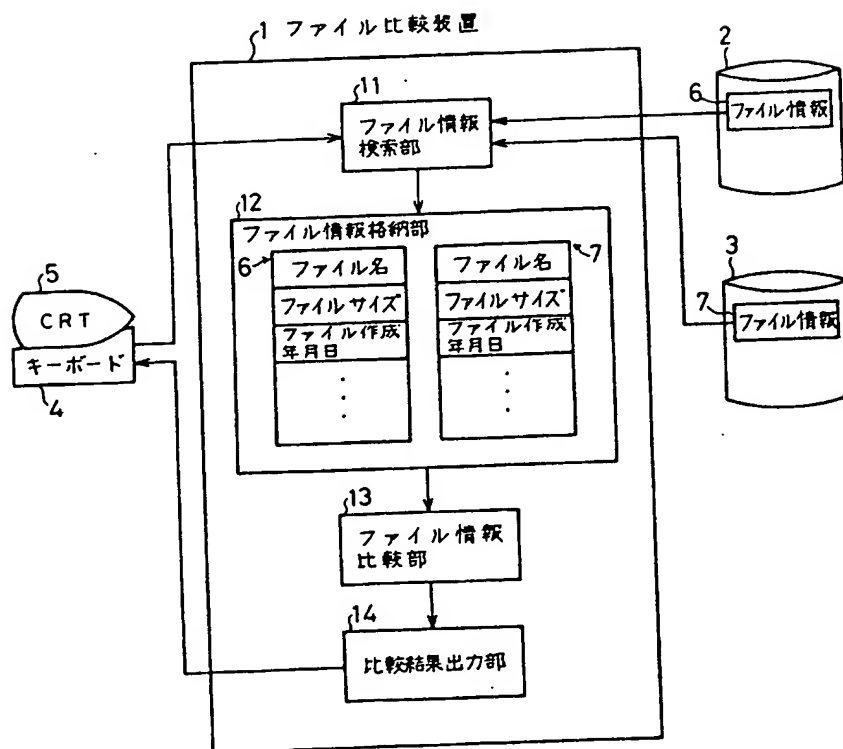 1 ファイル比較装置
2
11
6
ファイル情報
ファイル情報
検索部
12
ファイル情報格納部
6
ファイル名
ファイルサイズ
ファイル作成
年月日
7
ファイル名
ファイルサイズ
ファイル作成
年月日
3
7
ファイル情報
5
CRT
キーボード
4
13
ファイル情報
比較部
14
比較結果出力部